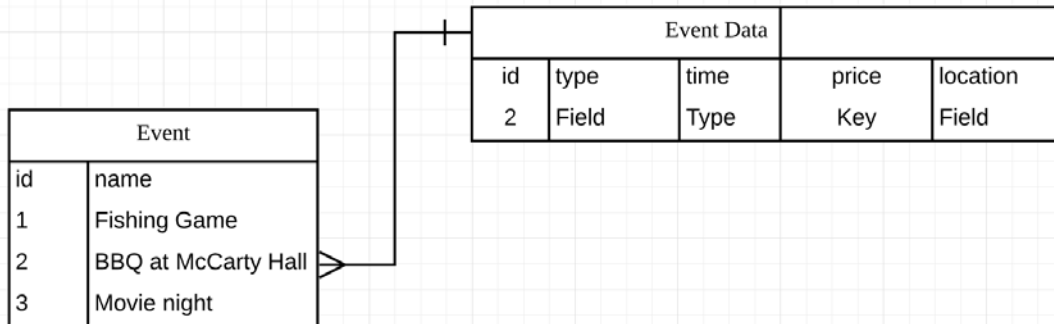 Event Data
id type time price location
2 Field Type Key Field
Event
id name
1 Fishing Game
2 BBQ at McCarty Hall
3 Movie night